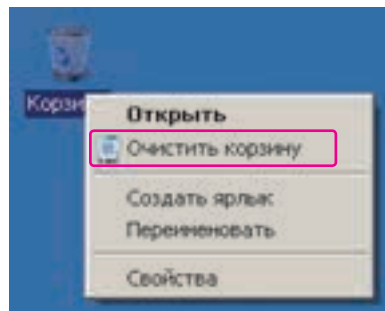 Корзи
Открыть
Очистить корзину
Создать ярлык
Переименовать
Свойства